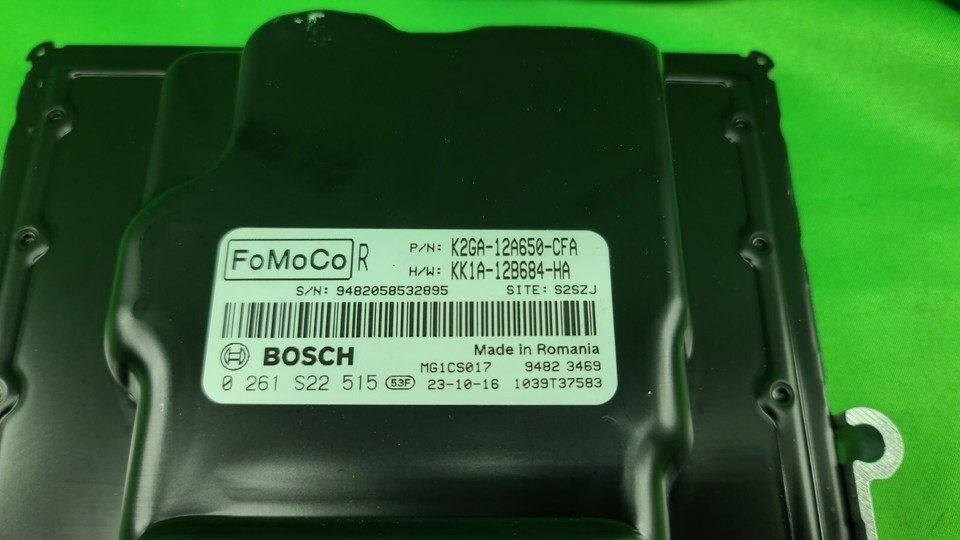 FoMoCo R P/N: K2GA-12A650-CFA
H/W: KK1A-12B684-HA
S/N: 9482058532895 SITE: S2SZJ
BOSCH Made in Romania
MG1CS017 9482 3469
0 261 S22 515 53F 23-10-16 1039T37583